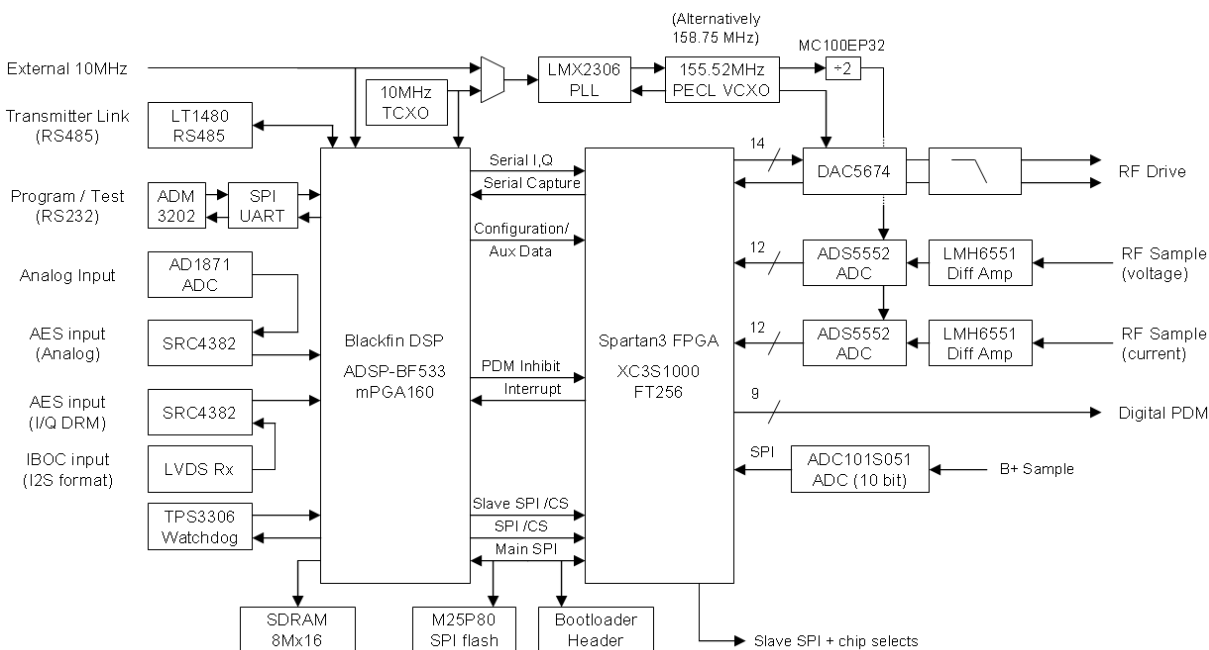 (Alternatively
158.75 MHz)
MC100EP32
External 10MHz
LMX2306
PLL
155.52MHz
PECL VCXO
÷2
10MHz
TCXO
Transmitter Link
(RS485)
LT1480
RS485
Serial I,Q
Serial Capture
14
DAC5674
RF Drive
Program / Test
(RS232)
ADM
3202
SPI
UART
Configuration/
Aux Data
12
ADS5552
ADC
LMH6551
Diff Amp
RF Sample
(voltage)
Analog Input
AD1871
ADC
AES input
(Analog)
SRC4382
Blackfin DSP
ADSP-BF533
mPGA160
Spartan3 FPGA
XC3S1000
FT256
12
ADS5552
ADC
LMH6551
Diff Amp
RF Sample
(current)
PDM Inhibit
Interrupt
AES input
(I/Q DRM)
SRC4382
9
Digital PDM
IBOC input
(I2S format)
LVDS Rx
SPI
ADC101S051
ADC (10 bit)
B+ Sample
TPS3306
Watchdog
Slave SPI /CS
SPI /CS
Main SPI
SDRAM
8Mx16
M25P80
SPI flash
Bootloader
Header
Slave SPI + chip selects